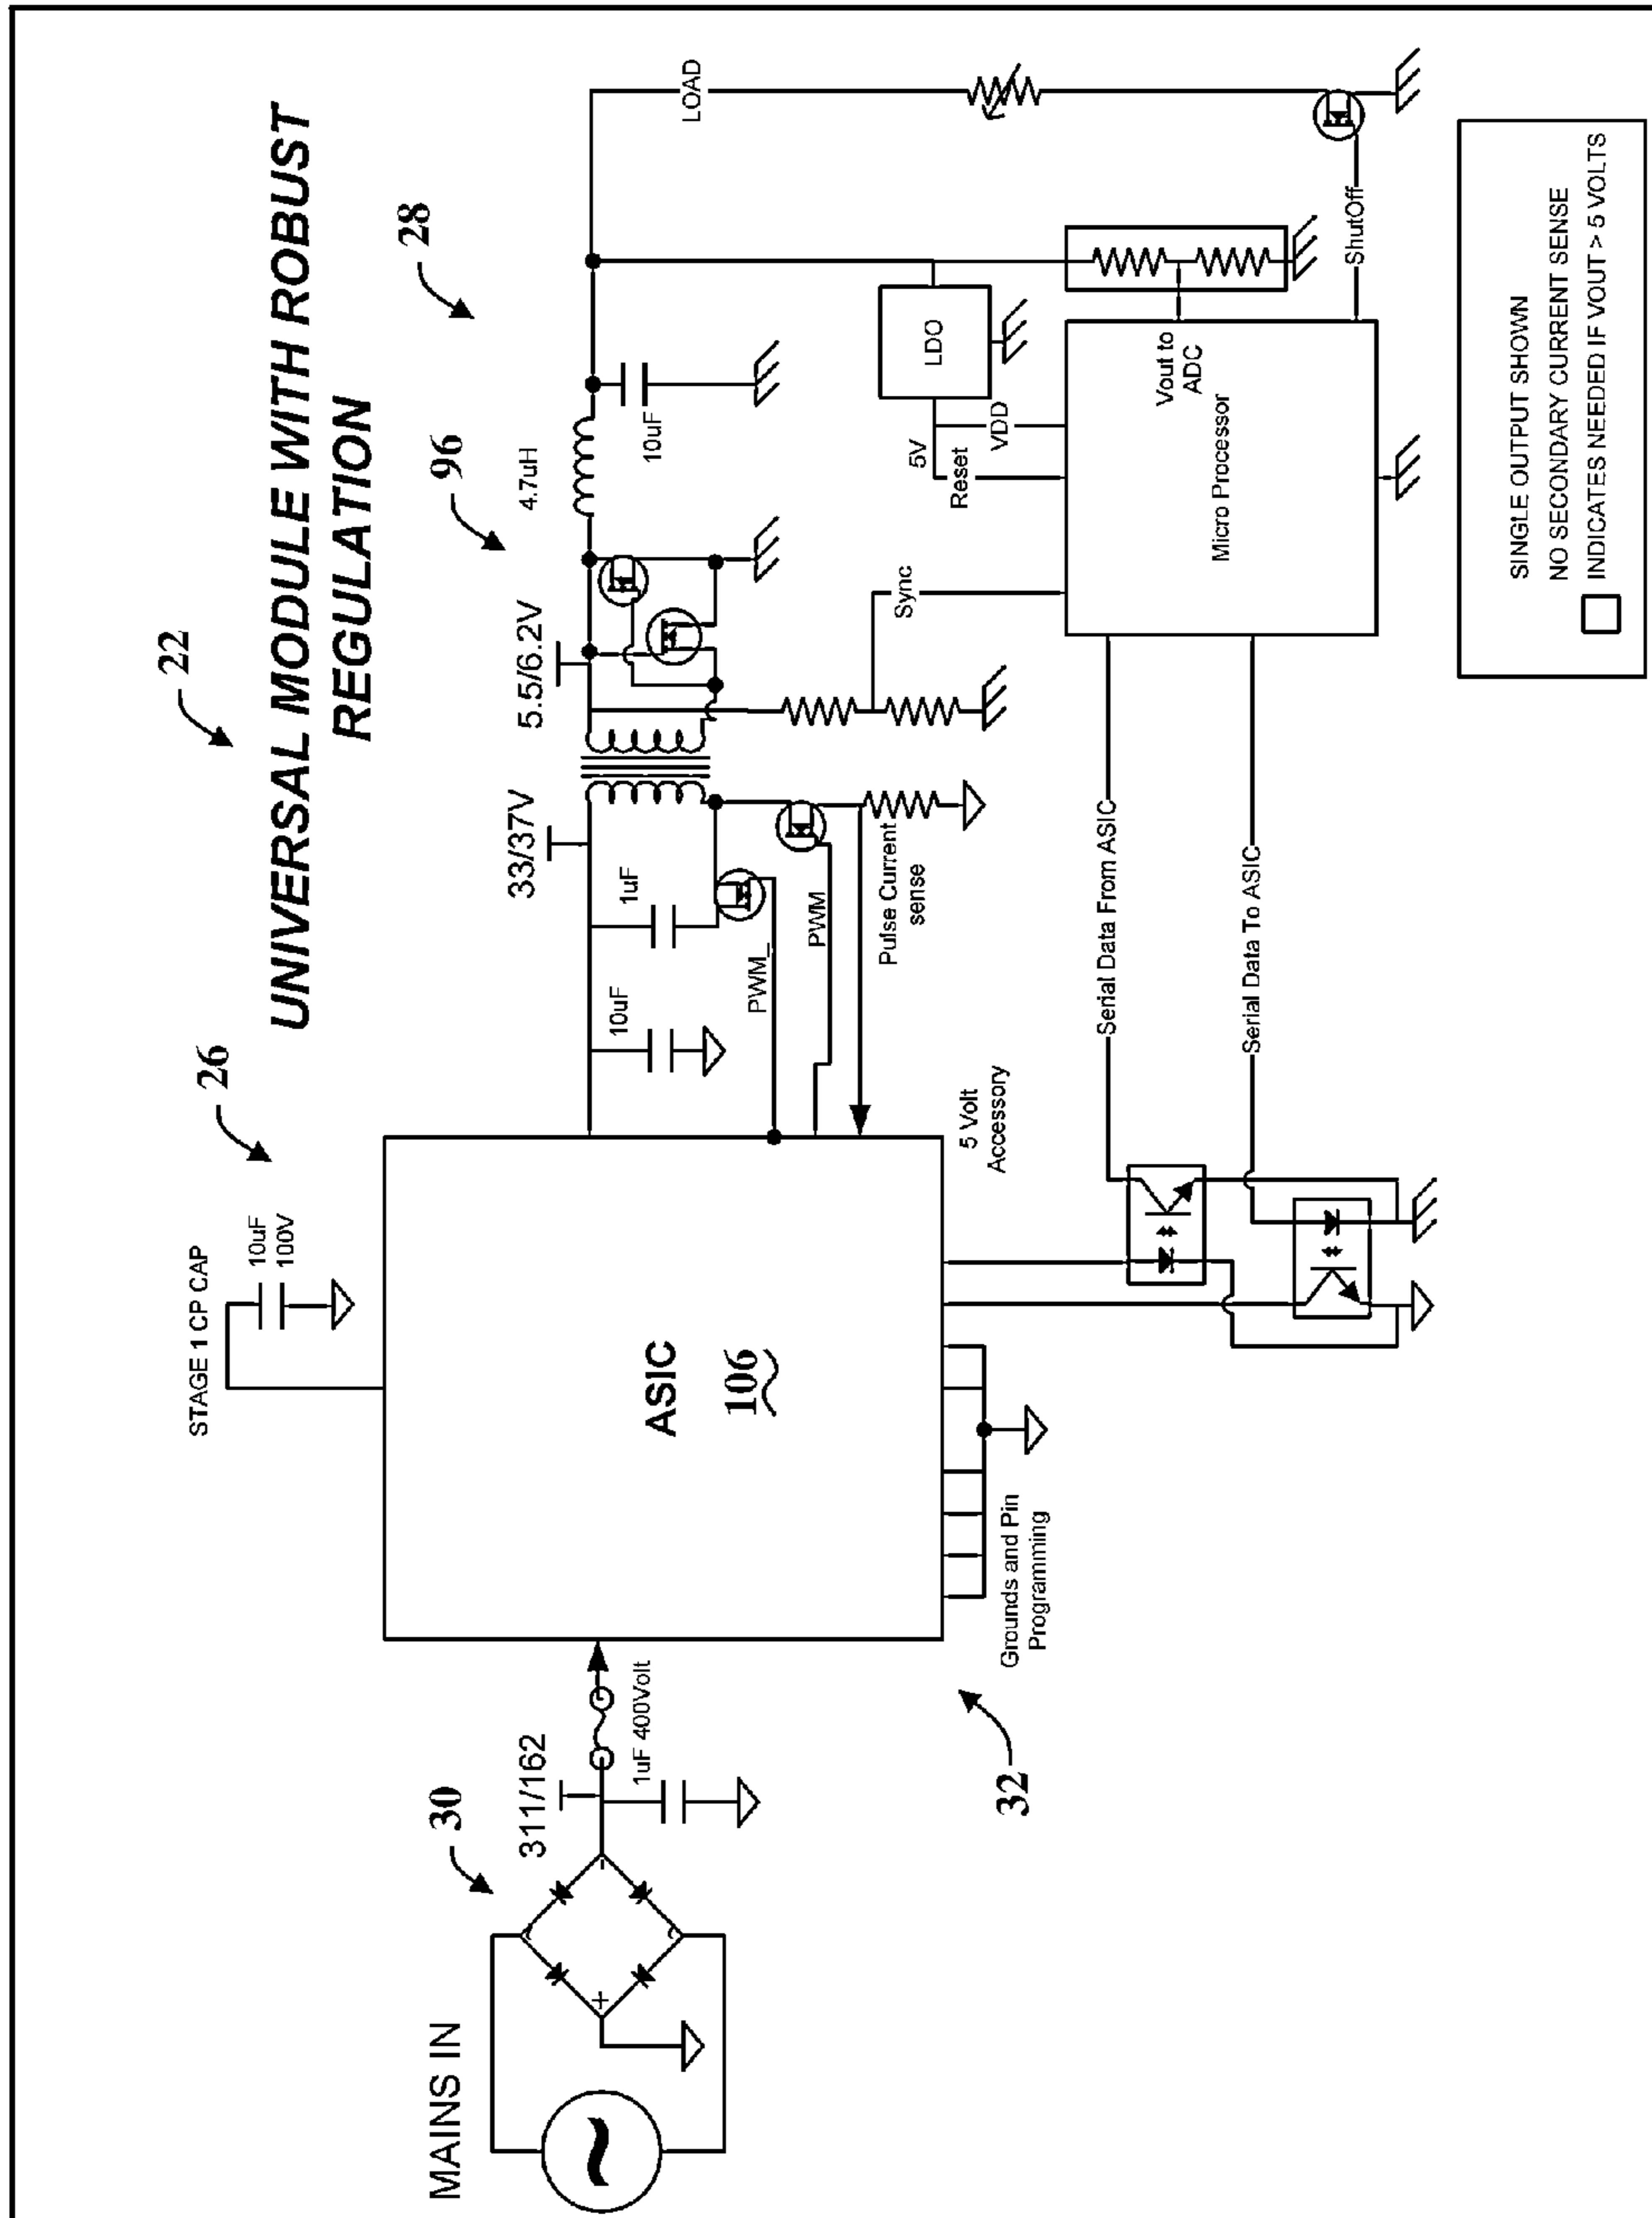 UNIVERSAL MODULE WITH ROBUST
REGULATION
22
26
28
96
30
32
MAINS IN
+
-
311/162
1uF 400Volt
STAGE 1 CP CAP
10uF
100V
ASIC
106
Grounds and Pin
Programming
5 Volt
Accessory
10uF
1uF
33/37V
PWM_
PWM
Pulse Current
sense
5.5/6.2V
4.7uH
10uF
Sync
5V
Reset
VDD
LDO
LOAD
Vout to
ADC
Micro Processor
ShutOff
Serial Data From ASIC
Serial Data To ASIC
SINGLE OUTPUT SHOWN
NO SECONDARY CURRENT SENSE
INDICATES NEEDED IF VOUT > 5 VOLTS